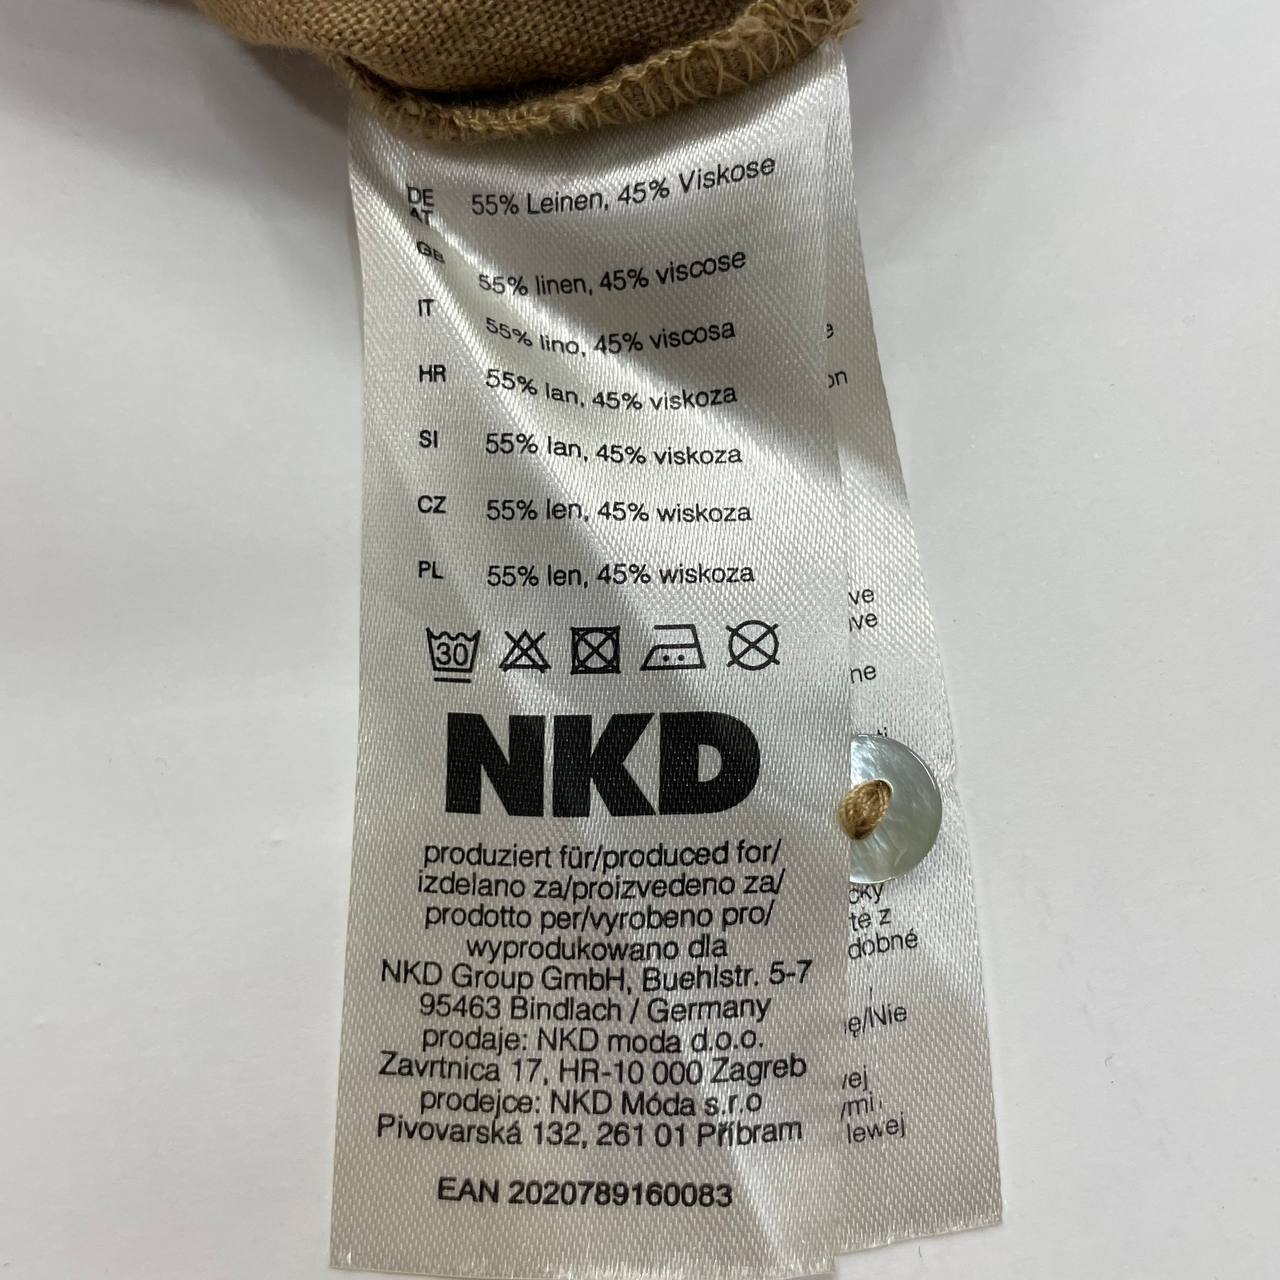 DE
AT 55% Leinen, 45% Viskose
GB 55% linen, 45% viscose
IT 55% lino, 45% viscosa
HR 55% lan, 45% viskoza
SI 55% lan, 45% viskoza
CZ 55% len, 45% wiskoza
PL 55% len, 45% wiskoza
30
NKD
produziert für/produced for/
izdelano za/proizvedeno za/
prodotto per/vyrobeno pro/
wyprodukowano dla
NKD Group GmbH, Buehlstr. 5-7
95463 Bindlach / Germany
prodaje: NKD moda d.o.o.
Zavrtnica 17, HR-10 000 Zagreb
prodejce: NKD Móda s.r.o
Pivovarská 132, 261 01 Příbram
EAN 2020789160083